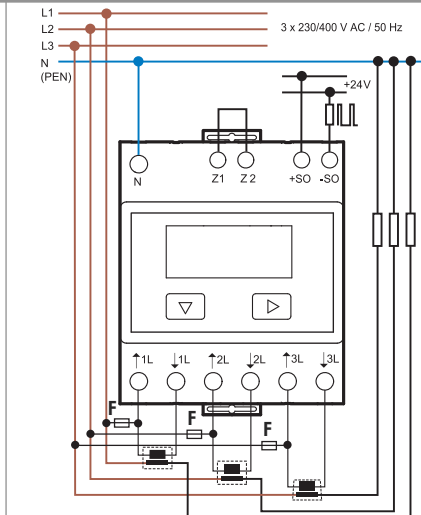 L1
L2
3 x 230/400 V AC / 50 Hz
L3
N
(PEN)
+24V
N
Z1
Z2
+SO
-SO
↑1L
↓1L
↑2L
↓2L
↑3L
↓3L
F
F
F